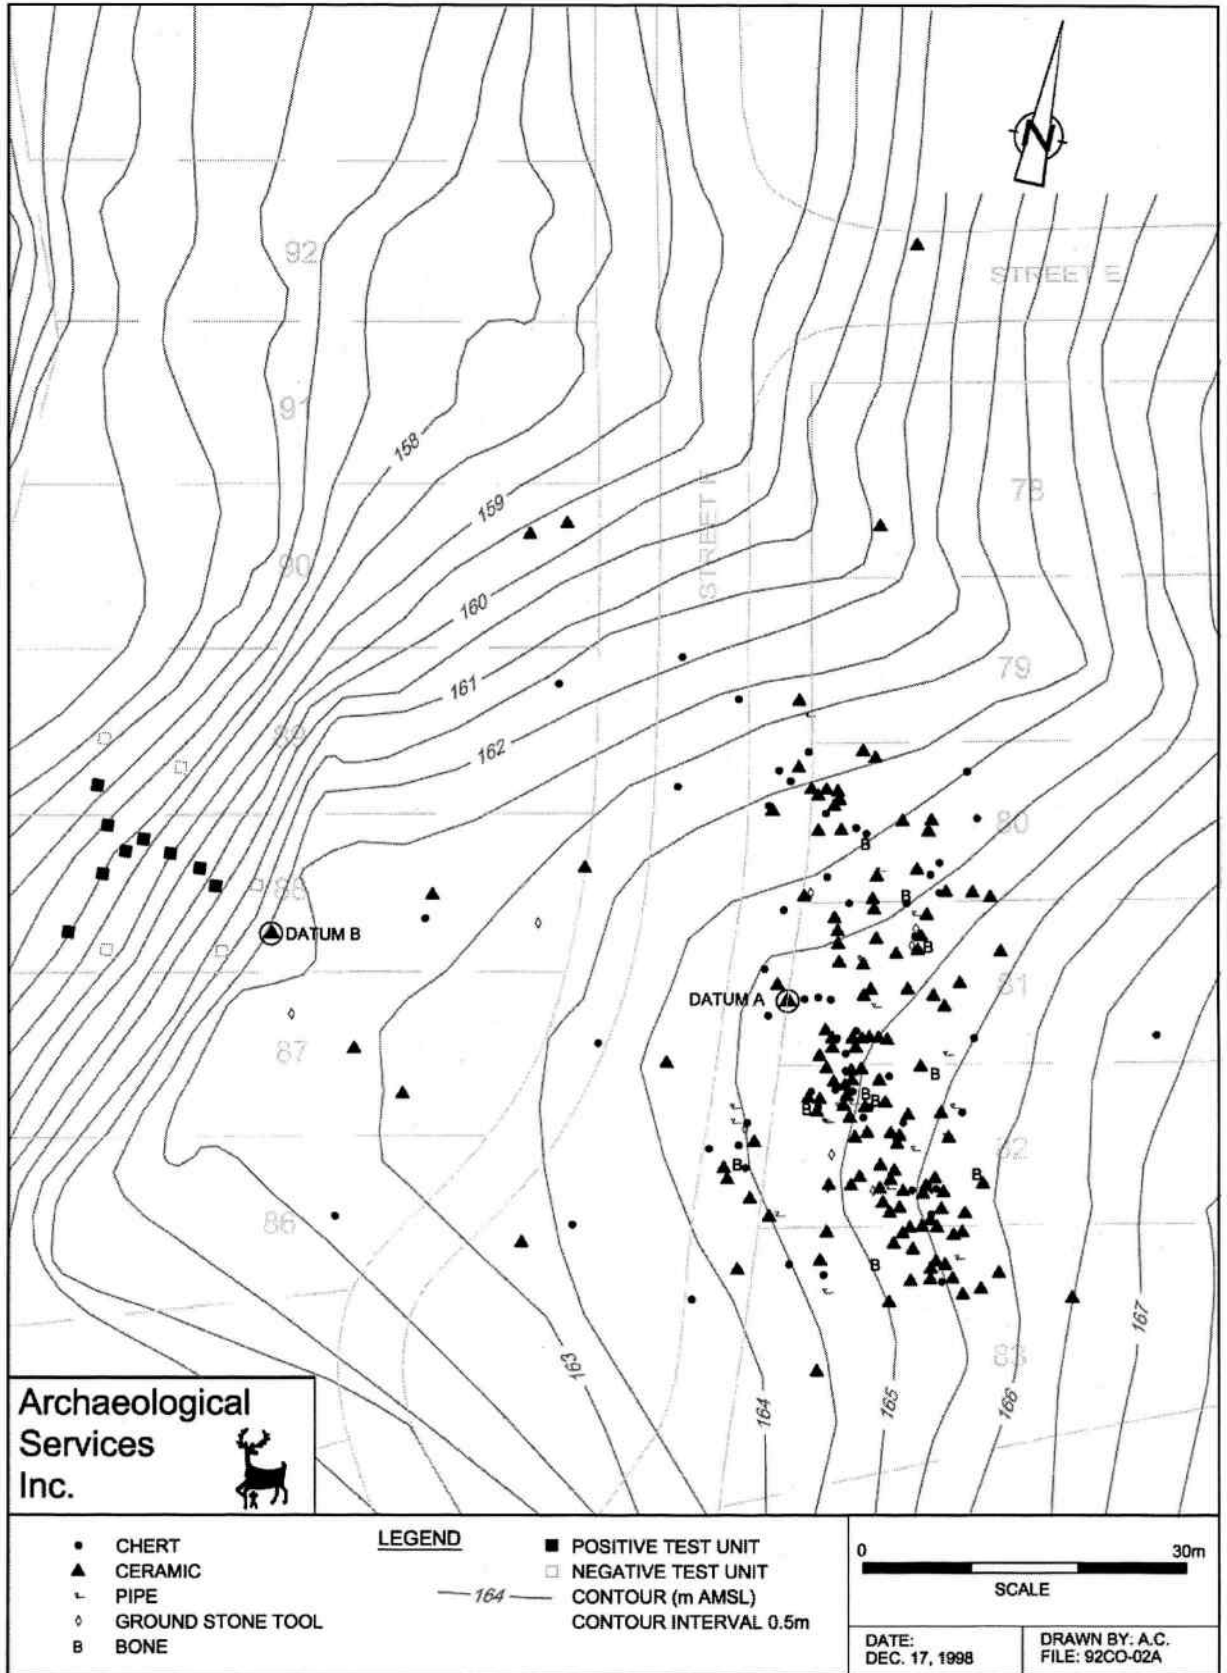 N
92
STREET E
91
158
78
159
STREET F
90
160
79
161
89
162
80
B
88
B
DATUM B
B
81
DATUM A
87
B
B
B
B
82
B
B
86
B
163
83
167
164
165
166
Archaeological
Services
Inc.
LEGEND
CHERT
CERAMIC
PIPE
GROUND STONE TOOL
B BONE
POSITIVE TEST UNIT
NEGATIVE TEST UNIT
164 CONTOUR (m AMSL)
CONTOUR INTERVAL 0.5m
0 30m
SCALE
DATE:
DEC. 17, 1998
DRAWN BY: A.C.
FILE: 92CO-02A